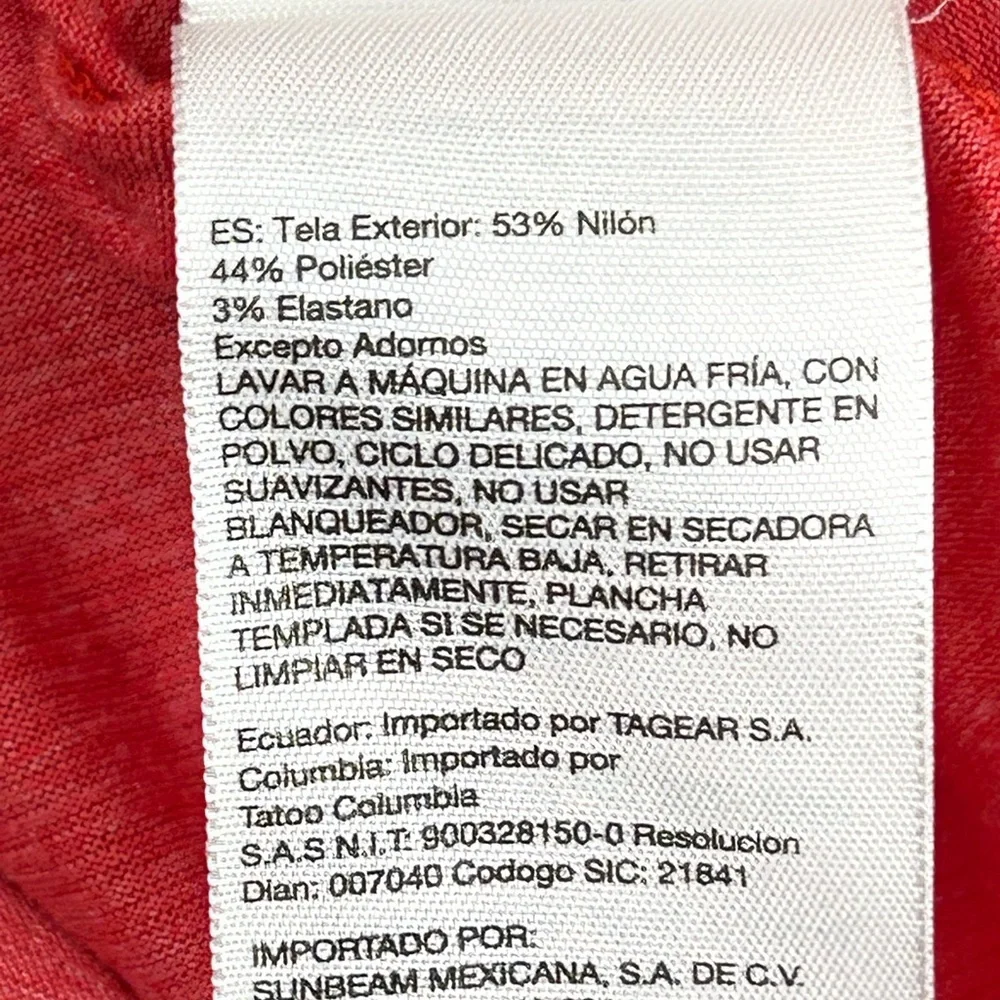 ES: Tela Exterior: 53% Nilón
44% Poliéster
3% Elastano
Excepto Adornos
LAVAR A MÁQUINA EN AGUA FRÍA, CON
COLORES SIMILARES, DETERGENTE EN
POLVO, CICLO DELICADO, NO USAR
SUAVIZANTES, NO USAR
BLANQUEADOR, SECAR EN SECADORA
A TEMPERATURA BAJA, RETIRAR
INMEDIATAMENTE, PLANCHA
TEMPLADA SI SE NECESARIO, NO
LIMPIAR EN SECO
Ecuador: Importado por TAGEAR S.A.
Columbia: Importado por
Tatoo Columbia
S.A.S N.I.T: 900328150-0 Resolucion
Dian: 007040 Codogo SIC: 21841
IMPORTADO POR:
SUNBEAM MEXICANA, S.A. DE C.V.